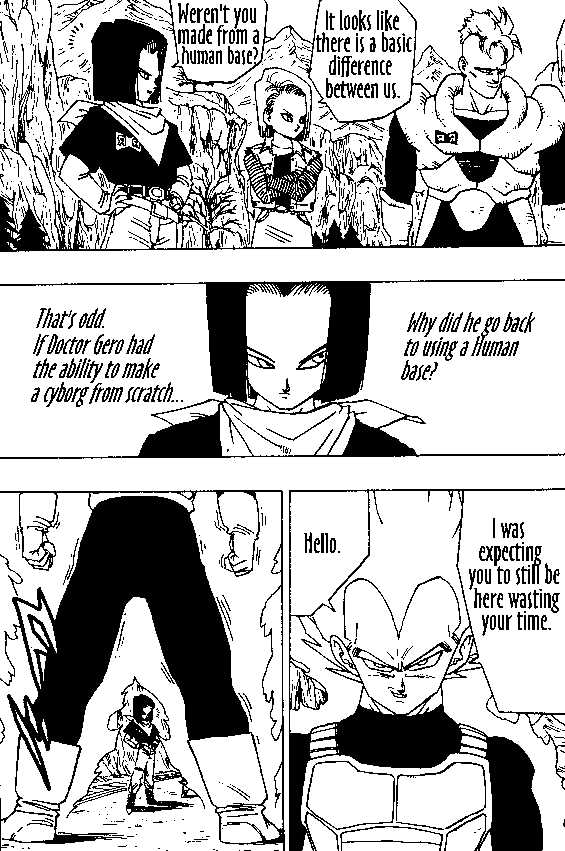 Weren't you
made from a
human base?
It looks like
there is a basic
difference
between us.
That's odd.
If Doctor Gero had
the ability to make
a cyborg from scratch...
Why did he go back
to using a Human
base?
Hello.
I was
expecting
you to still be
here wasting
your time.